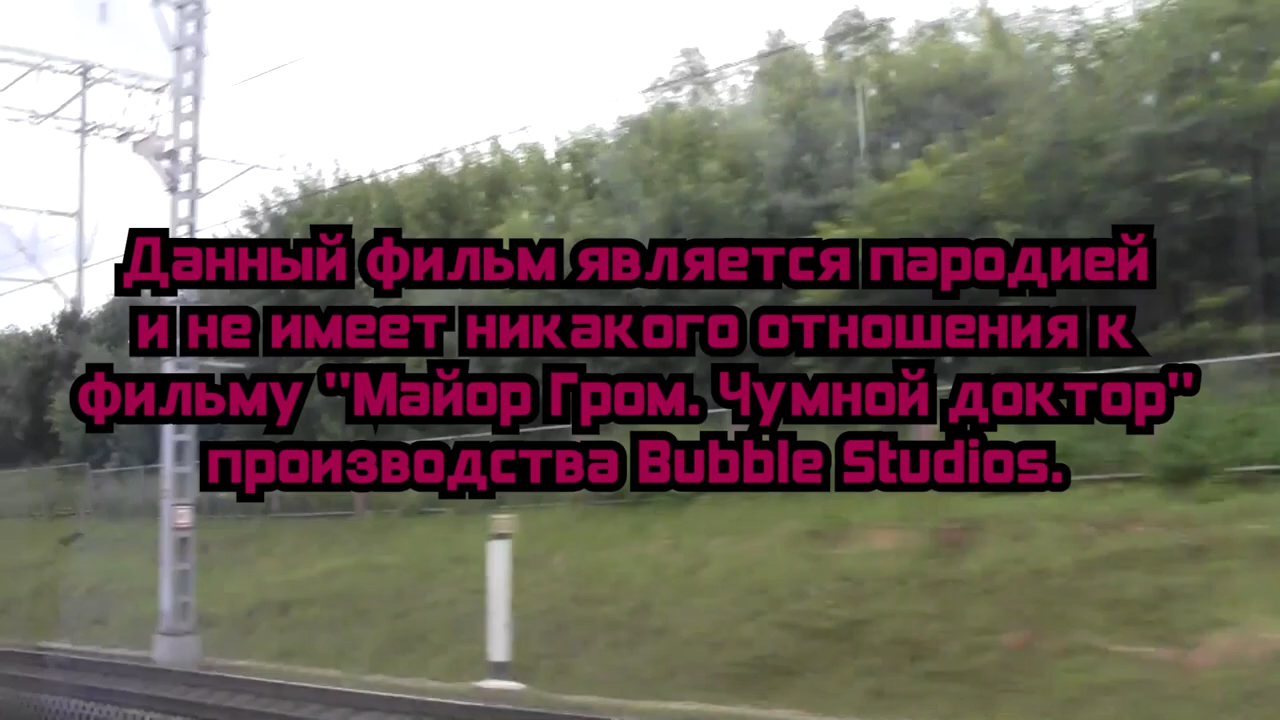 Данный фильм является пародией
и не имеет никакого отношения к
фильму "Майор Гром. Чумной доктор"
производства Bubble Studios.